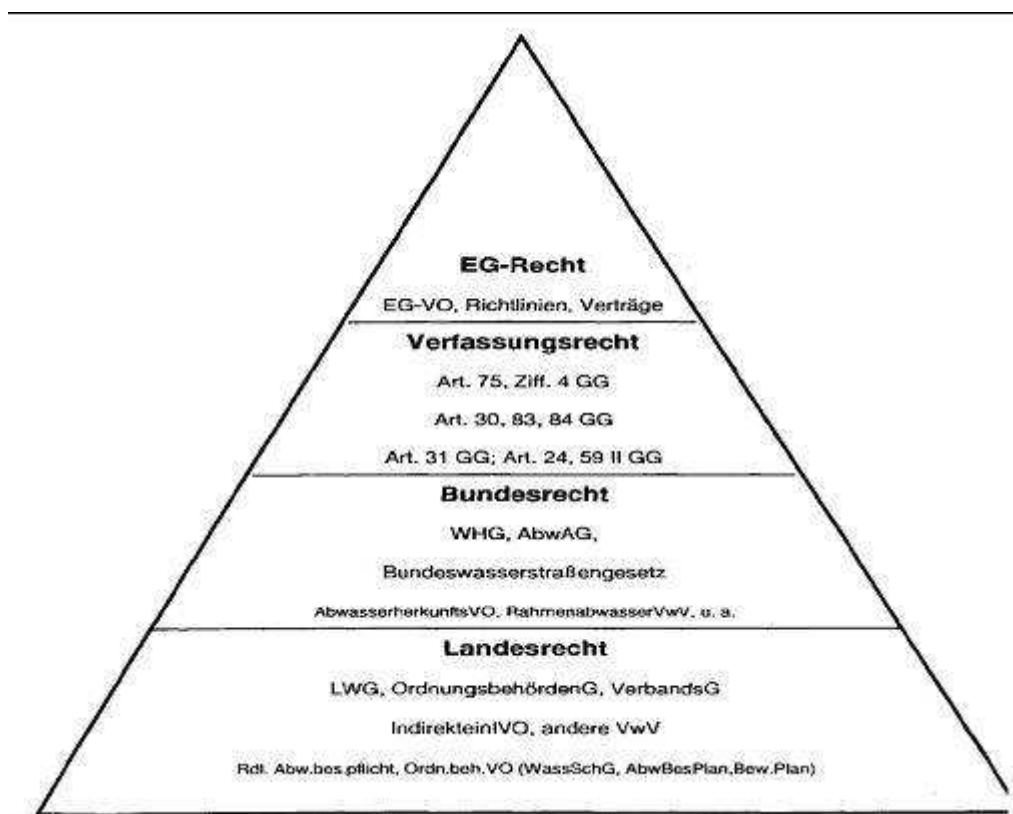 EG-Recht
EG-VO, Richtlinien, Verträge
Verfassungsrecht
Art. 75, Ziff. 4 GG
Art. 30, 83, 84 GG
Art. 31 GG; Art. 24, 59 II GG
Bundesrecht
WHG, AbwAG,
Bundeswasserstraßengesetz
AbwasserherkunftsVO, RahmenabwasserVwV, u. a.
Landesrecht
LWG, OrdnungsbehördenG, VerbandsG
IndirekteinlVO, andere VwV
Rdl. Abw.bes.pflicht, Ordn.beh.VO (WassSchG, AbwBesPlan,Bew.Plan)